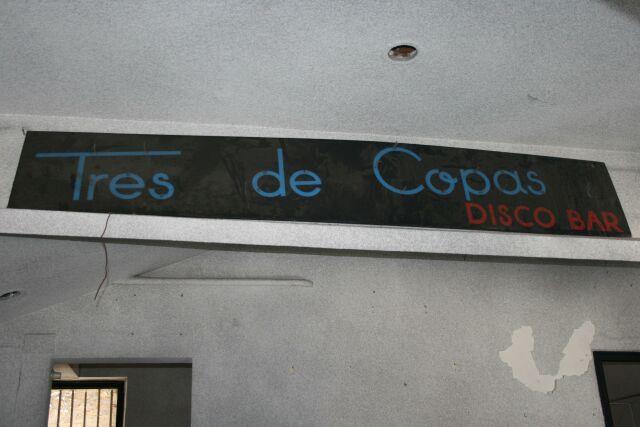 Tres de Copas
DISCO BAR